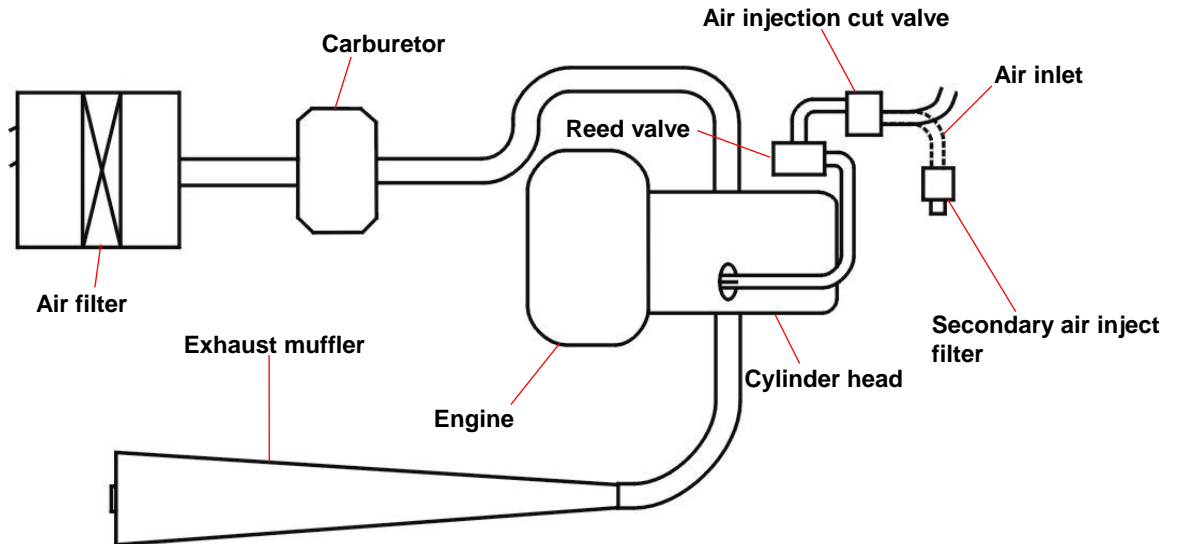 Air injection cut valve
Carburetor
Air inlet
Reed valve
Air filter
Secondary air inject
filter
Exhaust muffler
Cylinder head
Engine